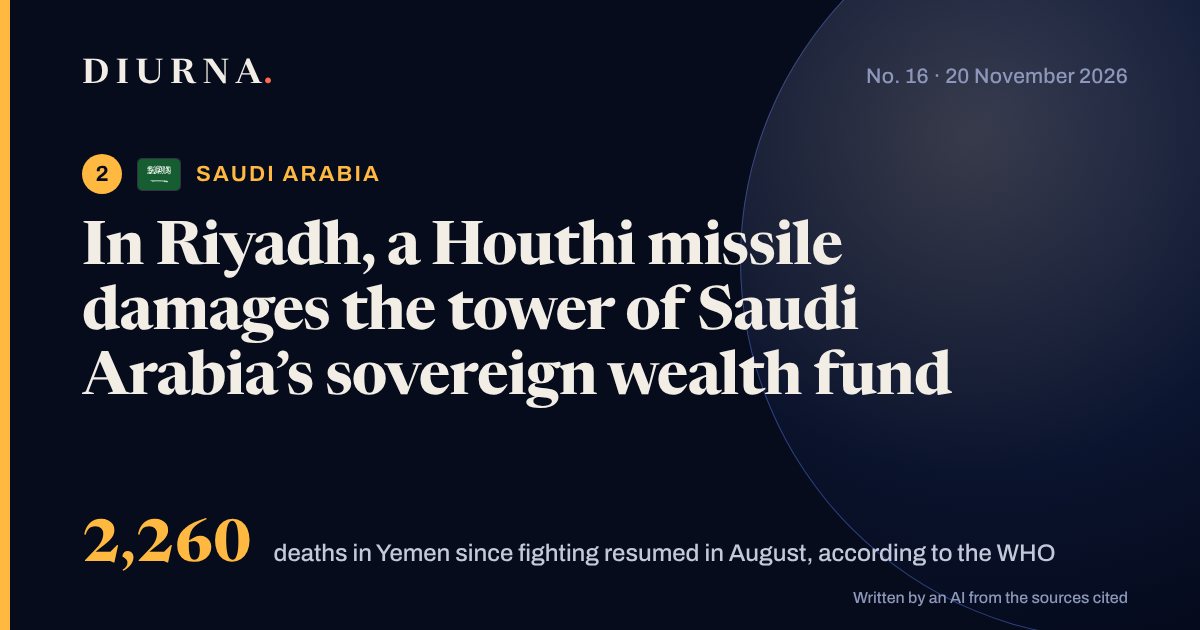 DIURNA.
No. 16 · 20 November 2026
2
SAUDI ARABIA
In Riyadh, a Houthi missile
damages the tower of Saudi
Arabia’s sovereign wealth fund
2,260 deaths in Yemen since fighting resumed in August, according to the WHO
Written by an AI from the sources cited